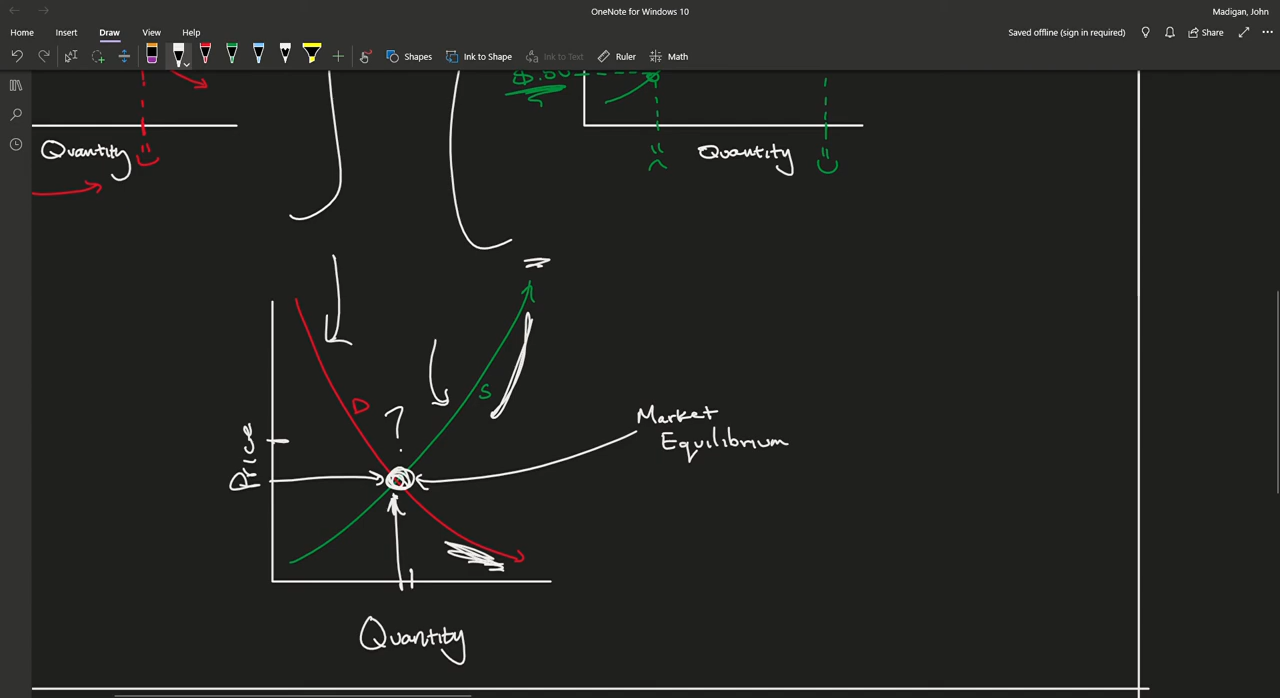 OneNote for Windows 10
Madigan, John
Home Insert Draw View Help
Saved offline (sign in required)
Share
Shapes
Ink to Shape
Ink to Text
Ruler
Math
Quantity
Quantity
D
?
S
Market
Equilibrium
Price
Quantity